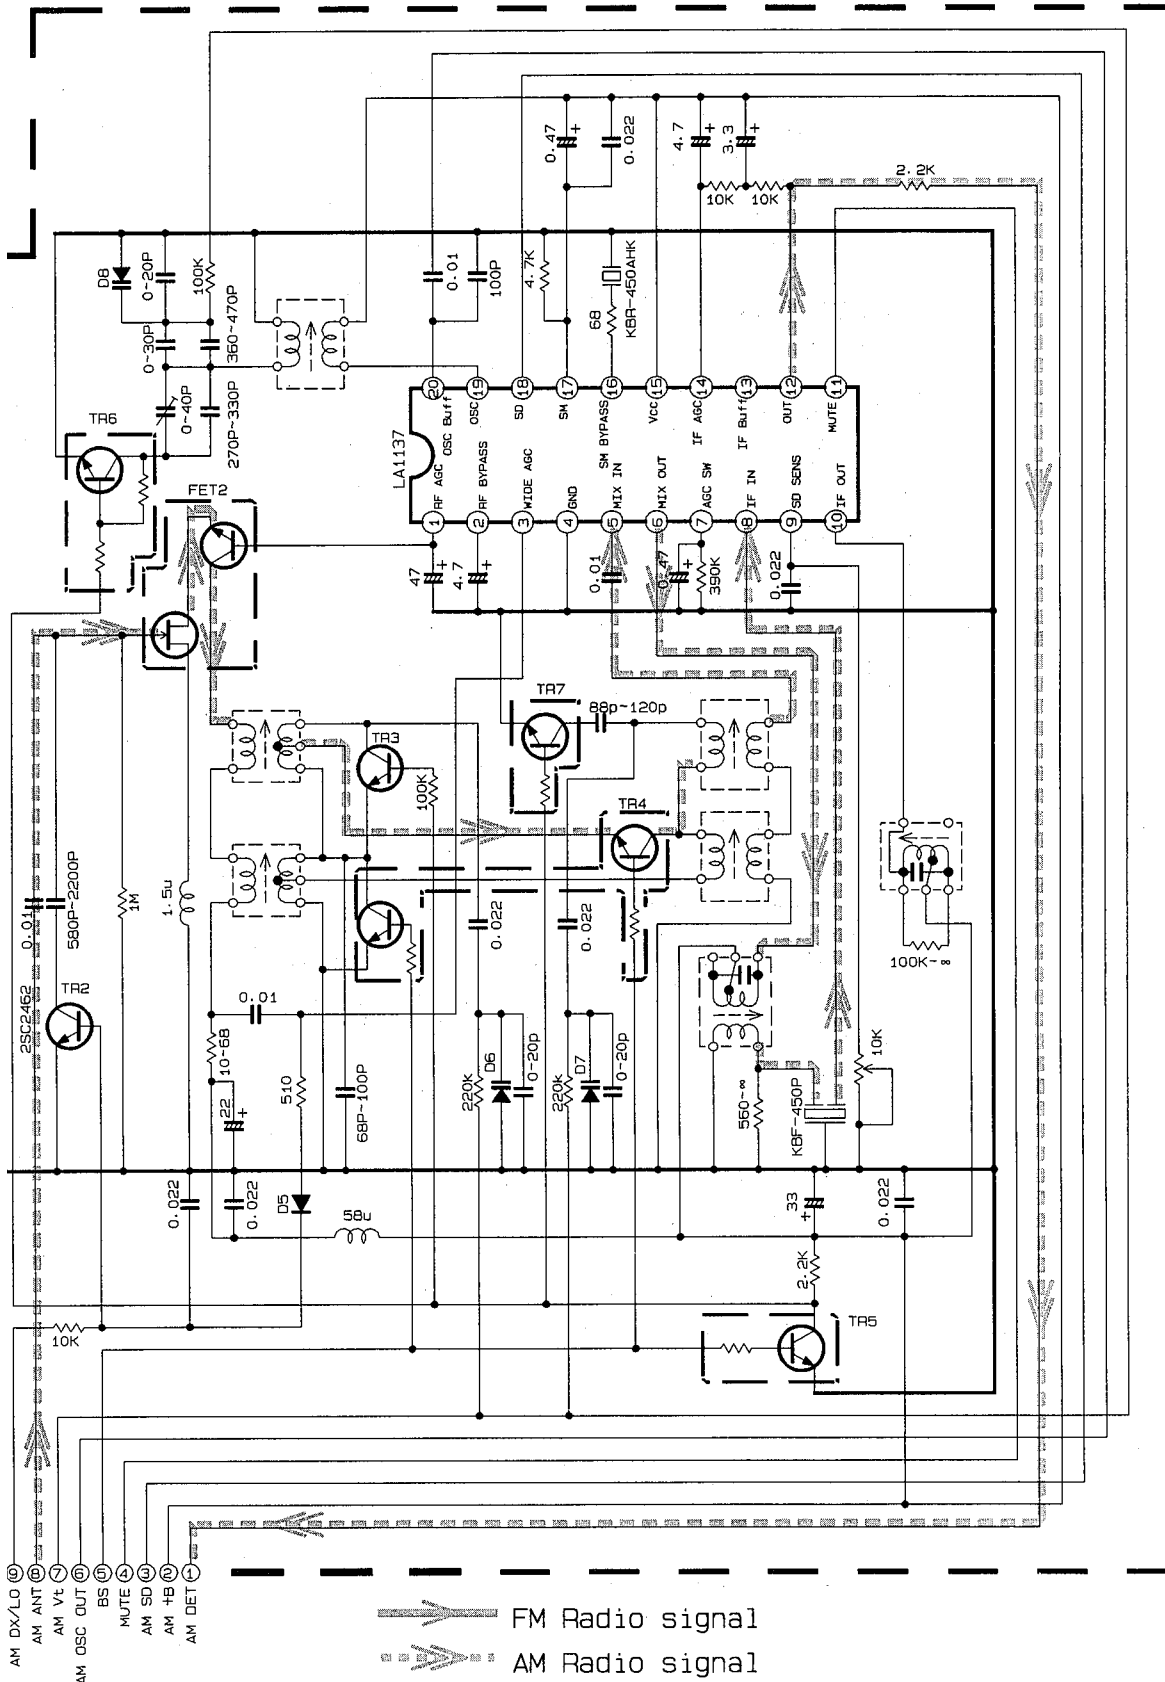 2.2K
0.47
+
0.022
4.7
+
3.3
+
10K
10K
D8
0-20P
100K
0-30P
360~470P
0-40P
270P~330P
0.01
100P
4.7K
68
KBR-450AHK
TR6
FET2
LA1137
20 19 18 17 16 15 14 13 12 11
OSC Buff
OSC
SD
SM
SM BYPASS
Vcc
IF AGC
IF Buff
OUT
MUTE
RF AGC
RF BYPASS
WIDE AGC
GND
MIX IN
MIX OUT
AGC SW
IF IN
SD SENS
IF OUT
1 2 3 4 5 6 7 8 9 10
47
+
4.7
+
0.01
0.47
+
390K
0.022
TR7
88p~120p
TR3
100K
TR4
0.01
580P~2200P
1M
1.5u
0.022
0.022
100K~∞
2SC2462
TR2
0.01
10~68
510
22
+
68P~100P
220K
D6
0~20p
220K
D7
0~20p
560~∞
KBF-450P
10K
0.022
0.022
D5
58u
33
+
0.022
2.2K
10K
TR5
9 8 7 6 5 4 3 2 1
AM DX/LO
AM ANT
AM Vt
AM OSC OUT
BS
MUTE
AM SD
AM +B
AM DET
FM Radio signal
AM Radio signal